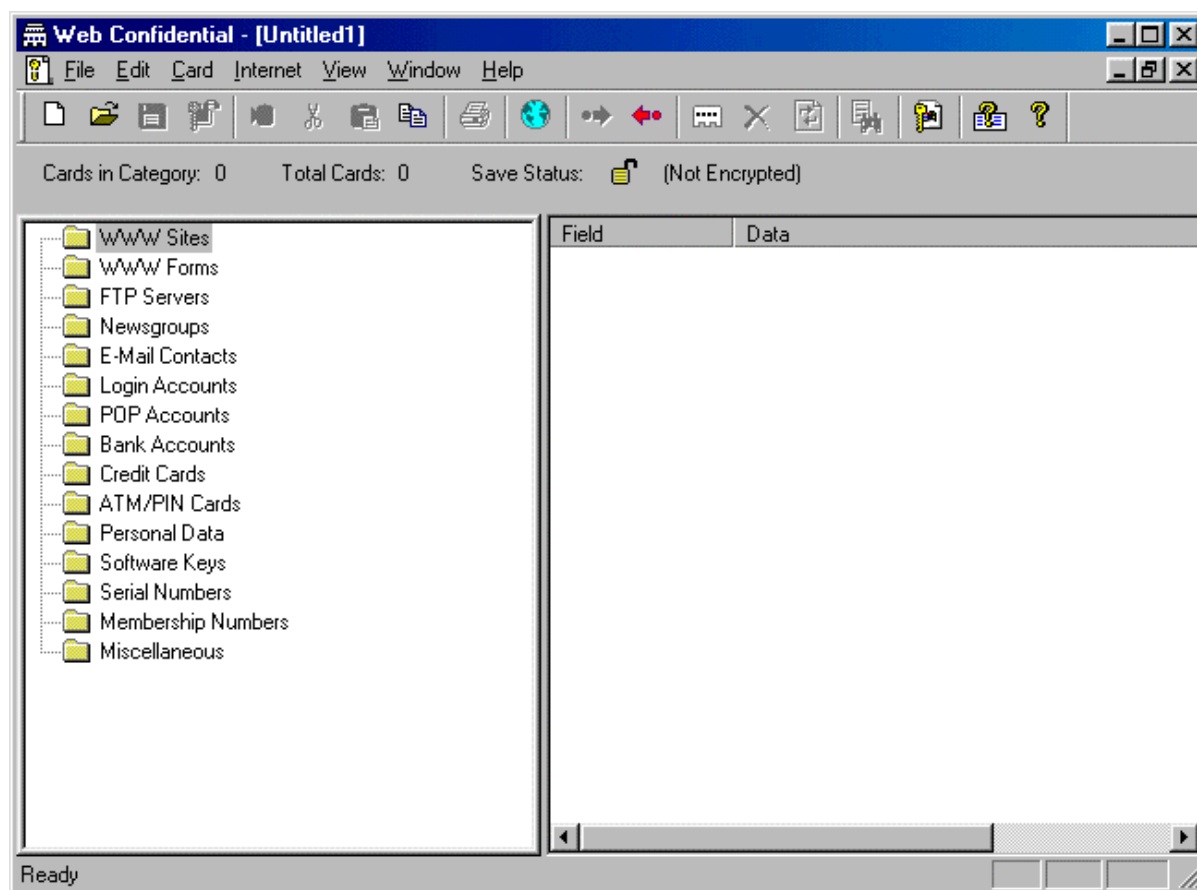 Web Confidential - [Untitled1]
File Edit Card Internet View Window Help
Cards in Category: 0 Total Cards: 0 Save Status: (Not Encrypted)
WWW Sites
WWW Forms
FTP Servers
Newsgroups
E-Mail Contacts
Login Accounts
POP Accounts
Bank Accounts
Credit Cards
ATM/PIN Cards
Personal Data
Software Keys
Serial Numbers
Membership Numbers
Miscellaneous
Field Data
Ready